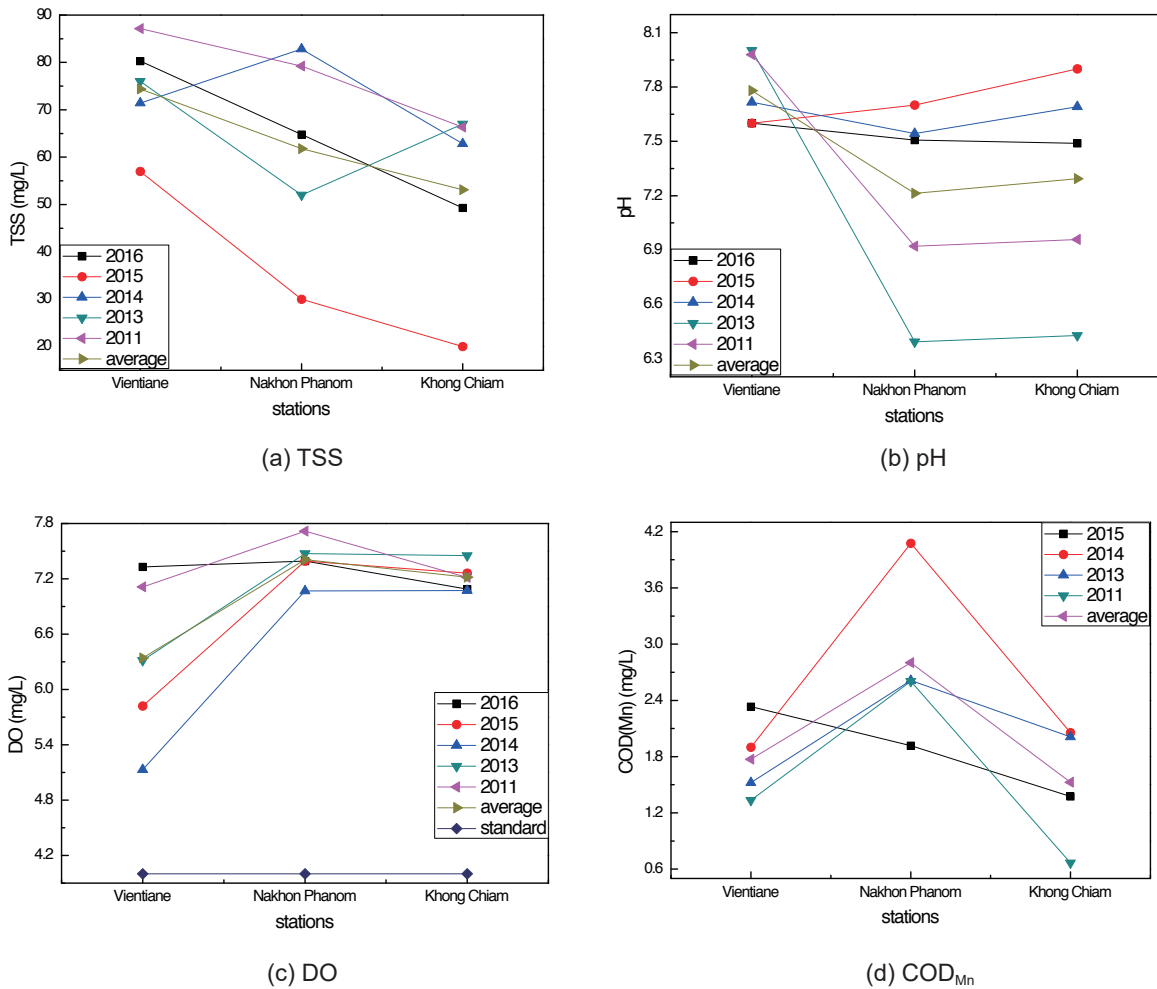 90
80
70
60
50
40
30
20
TSS (mg/L)
2016
2015
2014
2013
2011
average
Vientiane Nakhon Phanom Khong Chiam
stations
(a) TSS
8.1
7.8
7.5
7.2
6.9
6.6
6.3
pH
2016
2015
2014
2013
2011
average
Vientiane Nakhon Phanom Khong Chiam
stations
(b) pH
7.8
7.2
6.6
6.0
5.4
4.8
4.2
DO (mg/L)
2016
2015
2014
2013
2011
average
standard
Vientiane Nakhon Phanom Khong Chiam
stations
(c) DO
4.2
3.6
3.0
2.4
1.8
1.2
0.6
COD(Mn) (mg/L)
2015
2014
2013
2011
average
Vientiane Nakhon Phanom Khong Chiam
stations
(d) CODMn